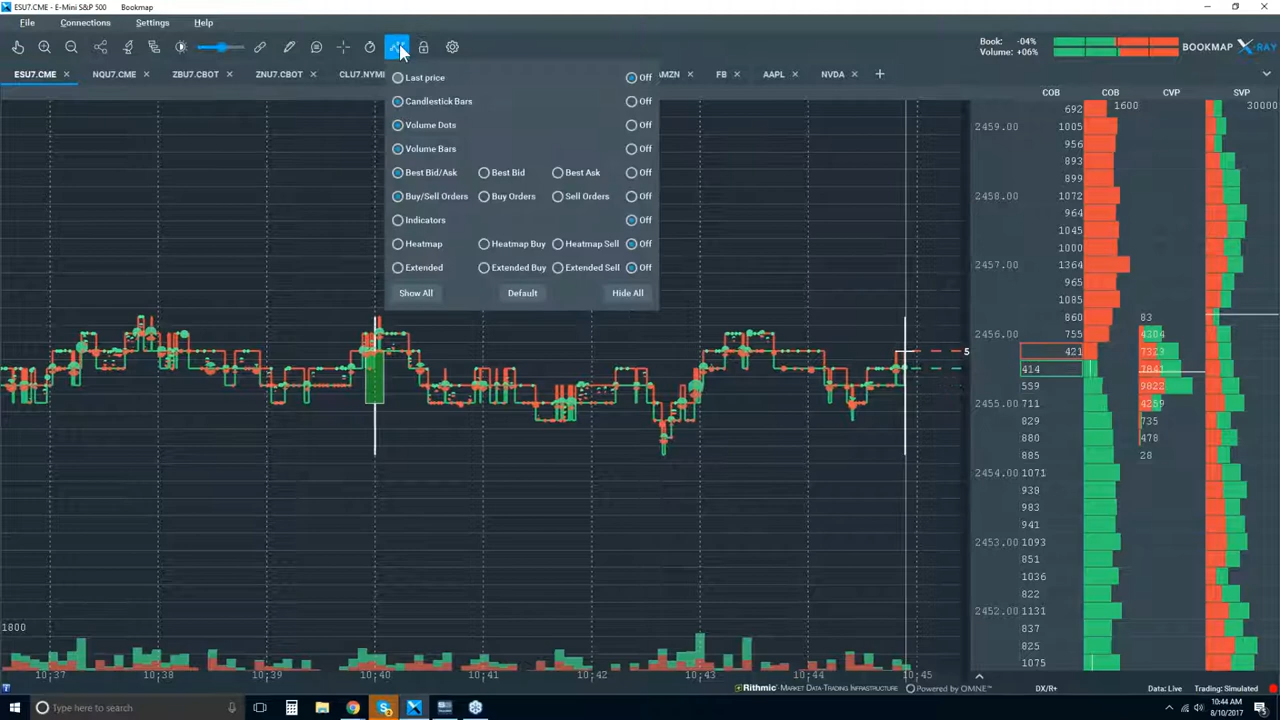 ESU7.CME - E-Mini S&P 500 Bookmap
File Connections Settings Help
Book: -04%
Volume: +06%
BOOKMAP X-RAY
ESU7.CME × NQU7.CME × ZBU7.CBOT × ZNU7.CBOT × CLU7.NYM AMZN × FB × AAPL × NVDA × +
Last price Off
Candlestick Bars Off
Volume Dots Off
Volume Bars Off
Best Bid/Ask Best Bid Best Ask Off
Buy/Sell Orders Buy Orders Sell Orders Off
Indicators Off
Heatmap Heatmap Buy Heatmap Sell Off
Extended Extended Buy Extended Sell Off
Show All Default Hide All
COB COB CVP SVP
692 1600 30000
2459.00 1005
956
893
899
2458.00 1072
964
1045
1000
2457.00 1364
965
1085
860 83
2456.00 755 4304
5 421 7323
414 7841
559 9822
2455.00 711 4259
829 735
880 478
885 28
2454.00 1071
938
983
941
2453.00 1093
851
1036
822
2452.00 1131
837
825
1075
1800
10:37 10:38 10:39 10:40 10:41 10:42 10:43 10:44 10:45
Rithmic™ MARKET DATA-TRADING INFRASTRUCTURE Powered by OMNE™ DX/R+ Data: Live Trading: Simulated
Type here to search
10:44 AM
8/10/2017
5